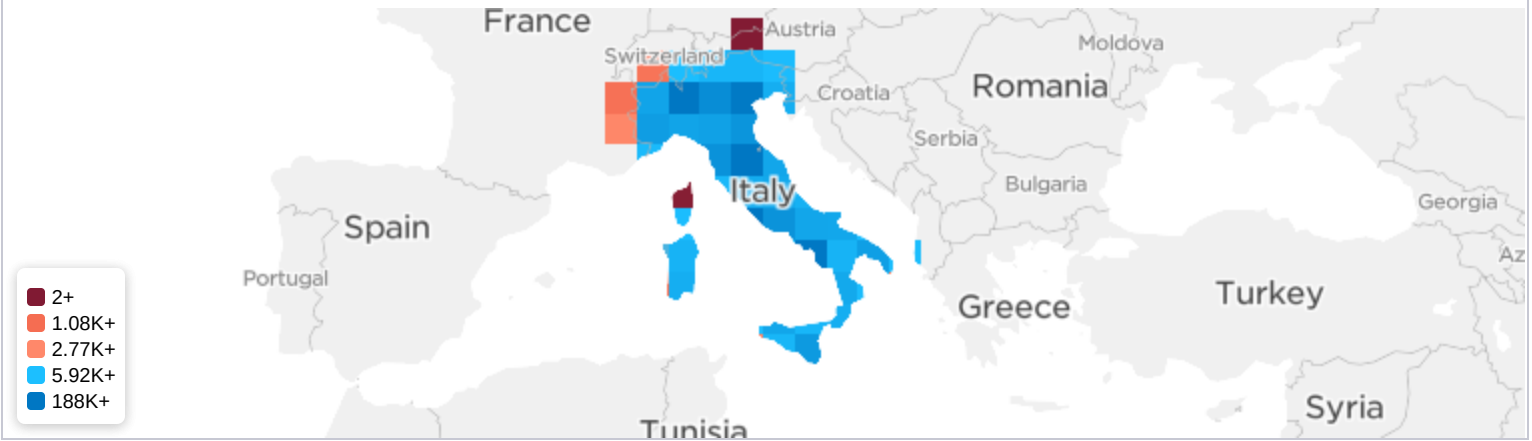 France
Austria
Moldova
Switzerland
Romania
Croatia
Serbia
Bulgaria
Italy
Georgia
Spain
Az
Portugal
Turkey
Greece
2+
1.08K+
2.77K+
5.92K+
188K+
Syria
Tunisia